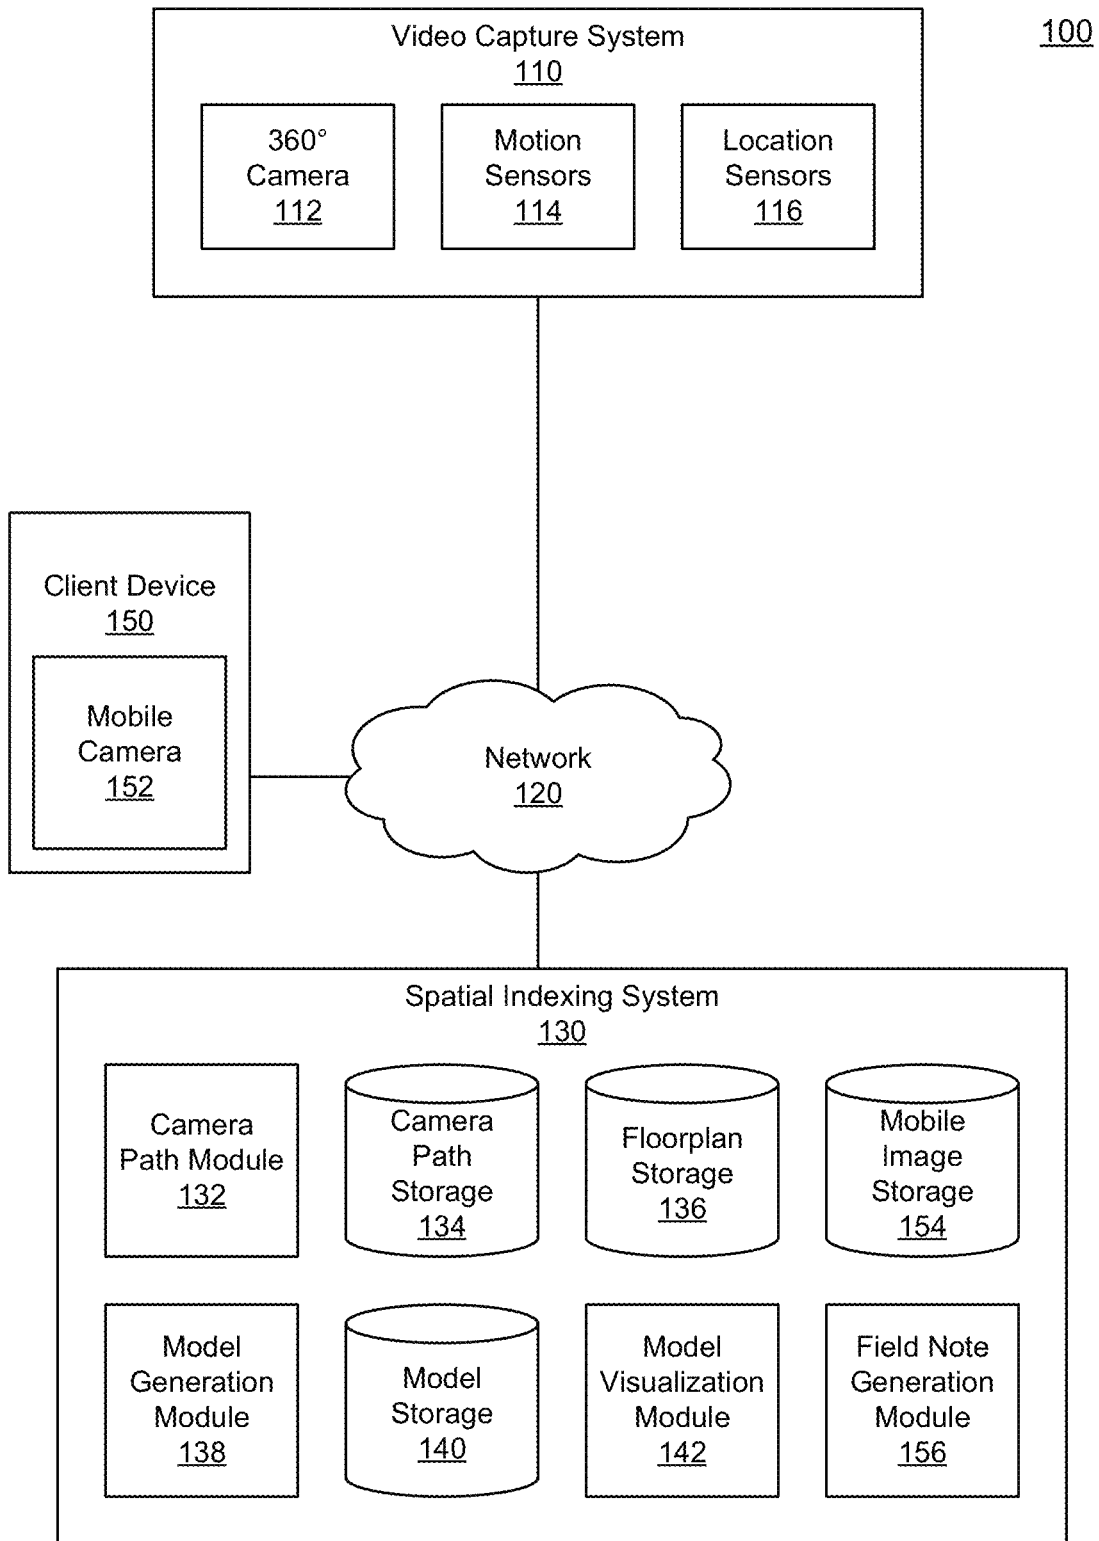 100
Video Capture System
110
360°
Camera
112
Motion
Sensors
114
Location
Sensors
116
Client Device
150
Mobile
Camera
152
Network
120
Spatial Indexing System
130
Camera
Path Module
132
Camera
Path
Storage
134
Floorplan
Storage
136
Mobile
Image
Storage
154
Model
Generation
Module
138
Model
Storage
140
Model
Visualization
Module
142
Field Note
Generation
Module
156